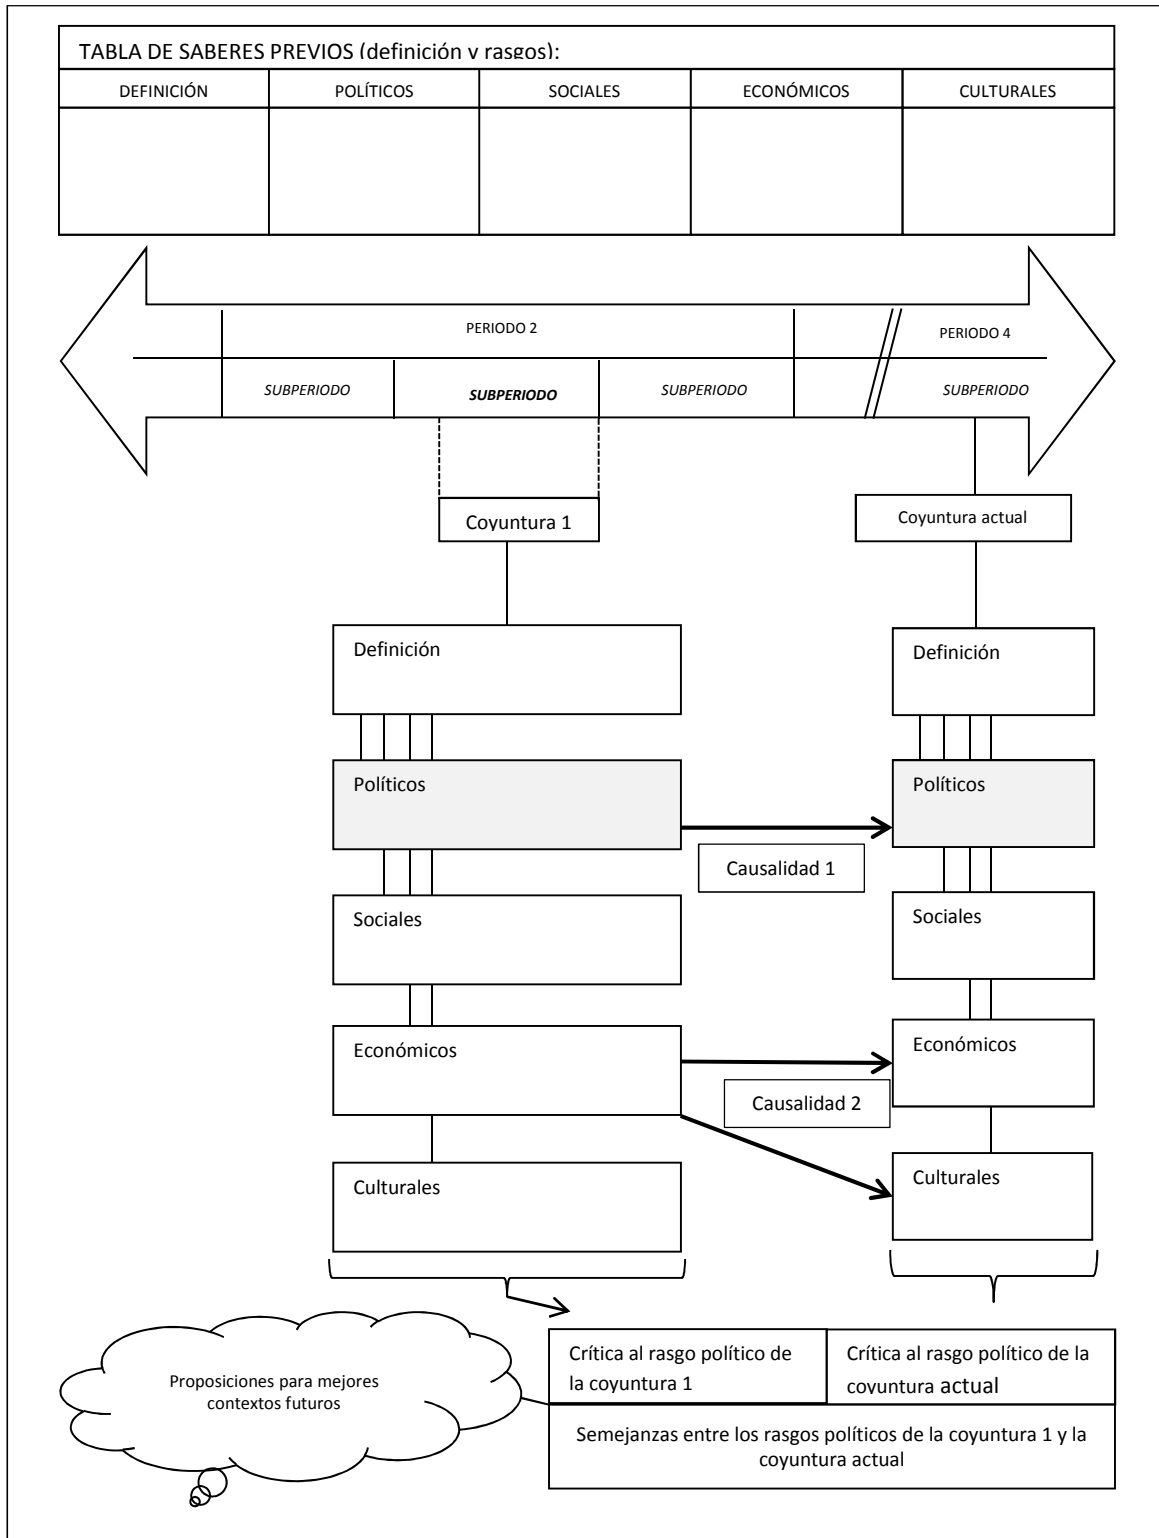 TABLA DE SABERES PREVIOS (definición y rasgos):
DEFINICIÓN
POLÍTICOS
SOCIALES
ECONÓMICOS
CULTURALES
PERIODO 2
PERIODO 4
SUBPERIODO
SUBPERIODO
SUBPERIODO
SUBPERIODO
Coyuntura 1
Coyuntura actual
Definición
Definición
Políticos
Políticos
Causalidad 1
Sociales
Sociales
Económicos
Económicos
Causalidad 2
Culturales
Culturales
Proposiciones para mejores
contextos futuros
Crítica al rasgo político de
la coyuntura 1
Crítica al rasgo político de la
coyuntura actual
Semejanzas entre los rasgos políticos de la coyuntura 1 y la
coyuntura actual